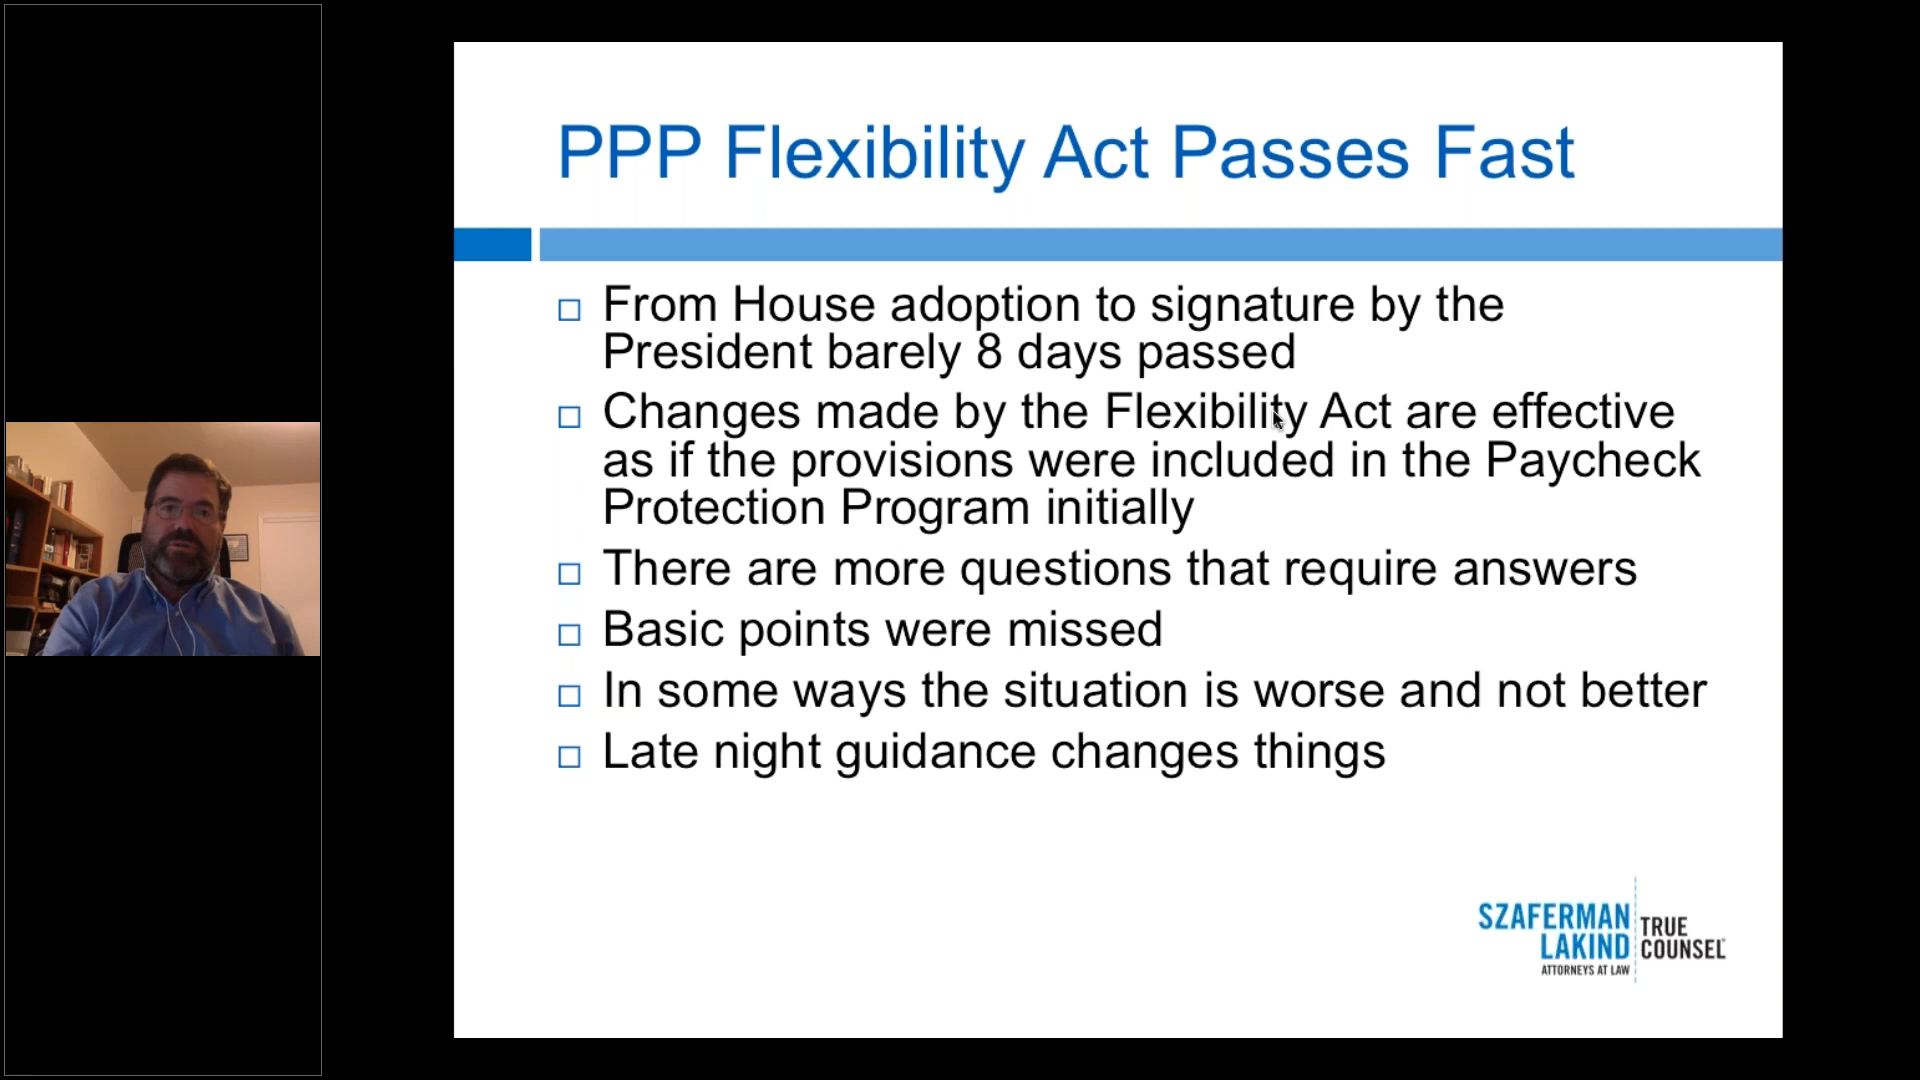 PPP Flexibility Act Passes Fast
From House adoption to signature by the
President barely 8 days passed
Changes made by the Flexibility Act are effective
as if the provisions were included in the Paycheck
Protection Program initially
There are more questions that require answers
Basic points were missed
In some ways the situation is worse and not better
Late night guidance changes things
SZAFERMAN
LAKIND
ATTORNEYS AT LAW
TRUE
COUNSEL